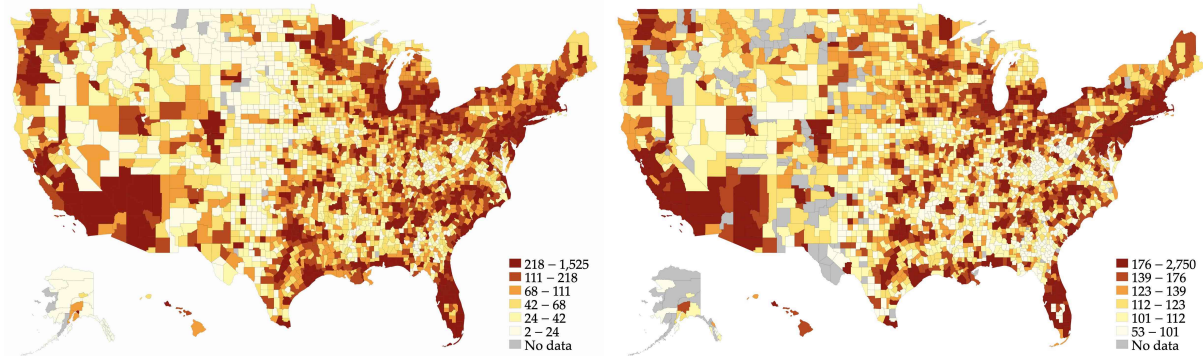 218 – 1,525
111 – 218
68 – 111
42 – 68
24 – 42
2 – 24
No data
176 – 2,750
139 – 176
123 – 139
112 – 123
101 – 112
53 – 101
No data